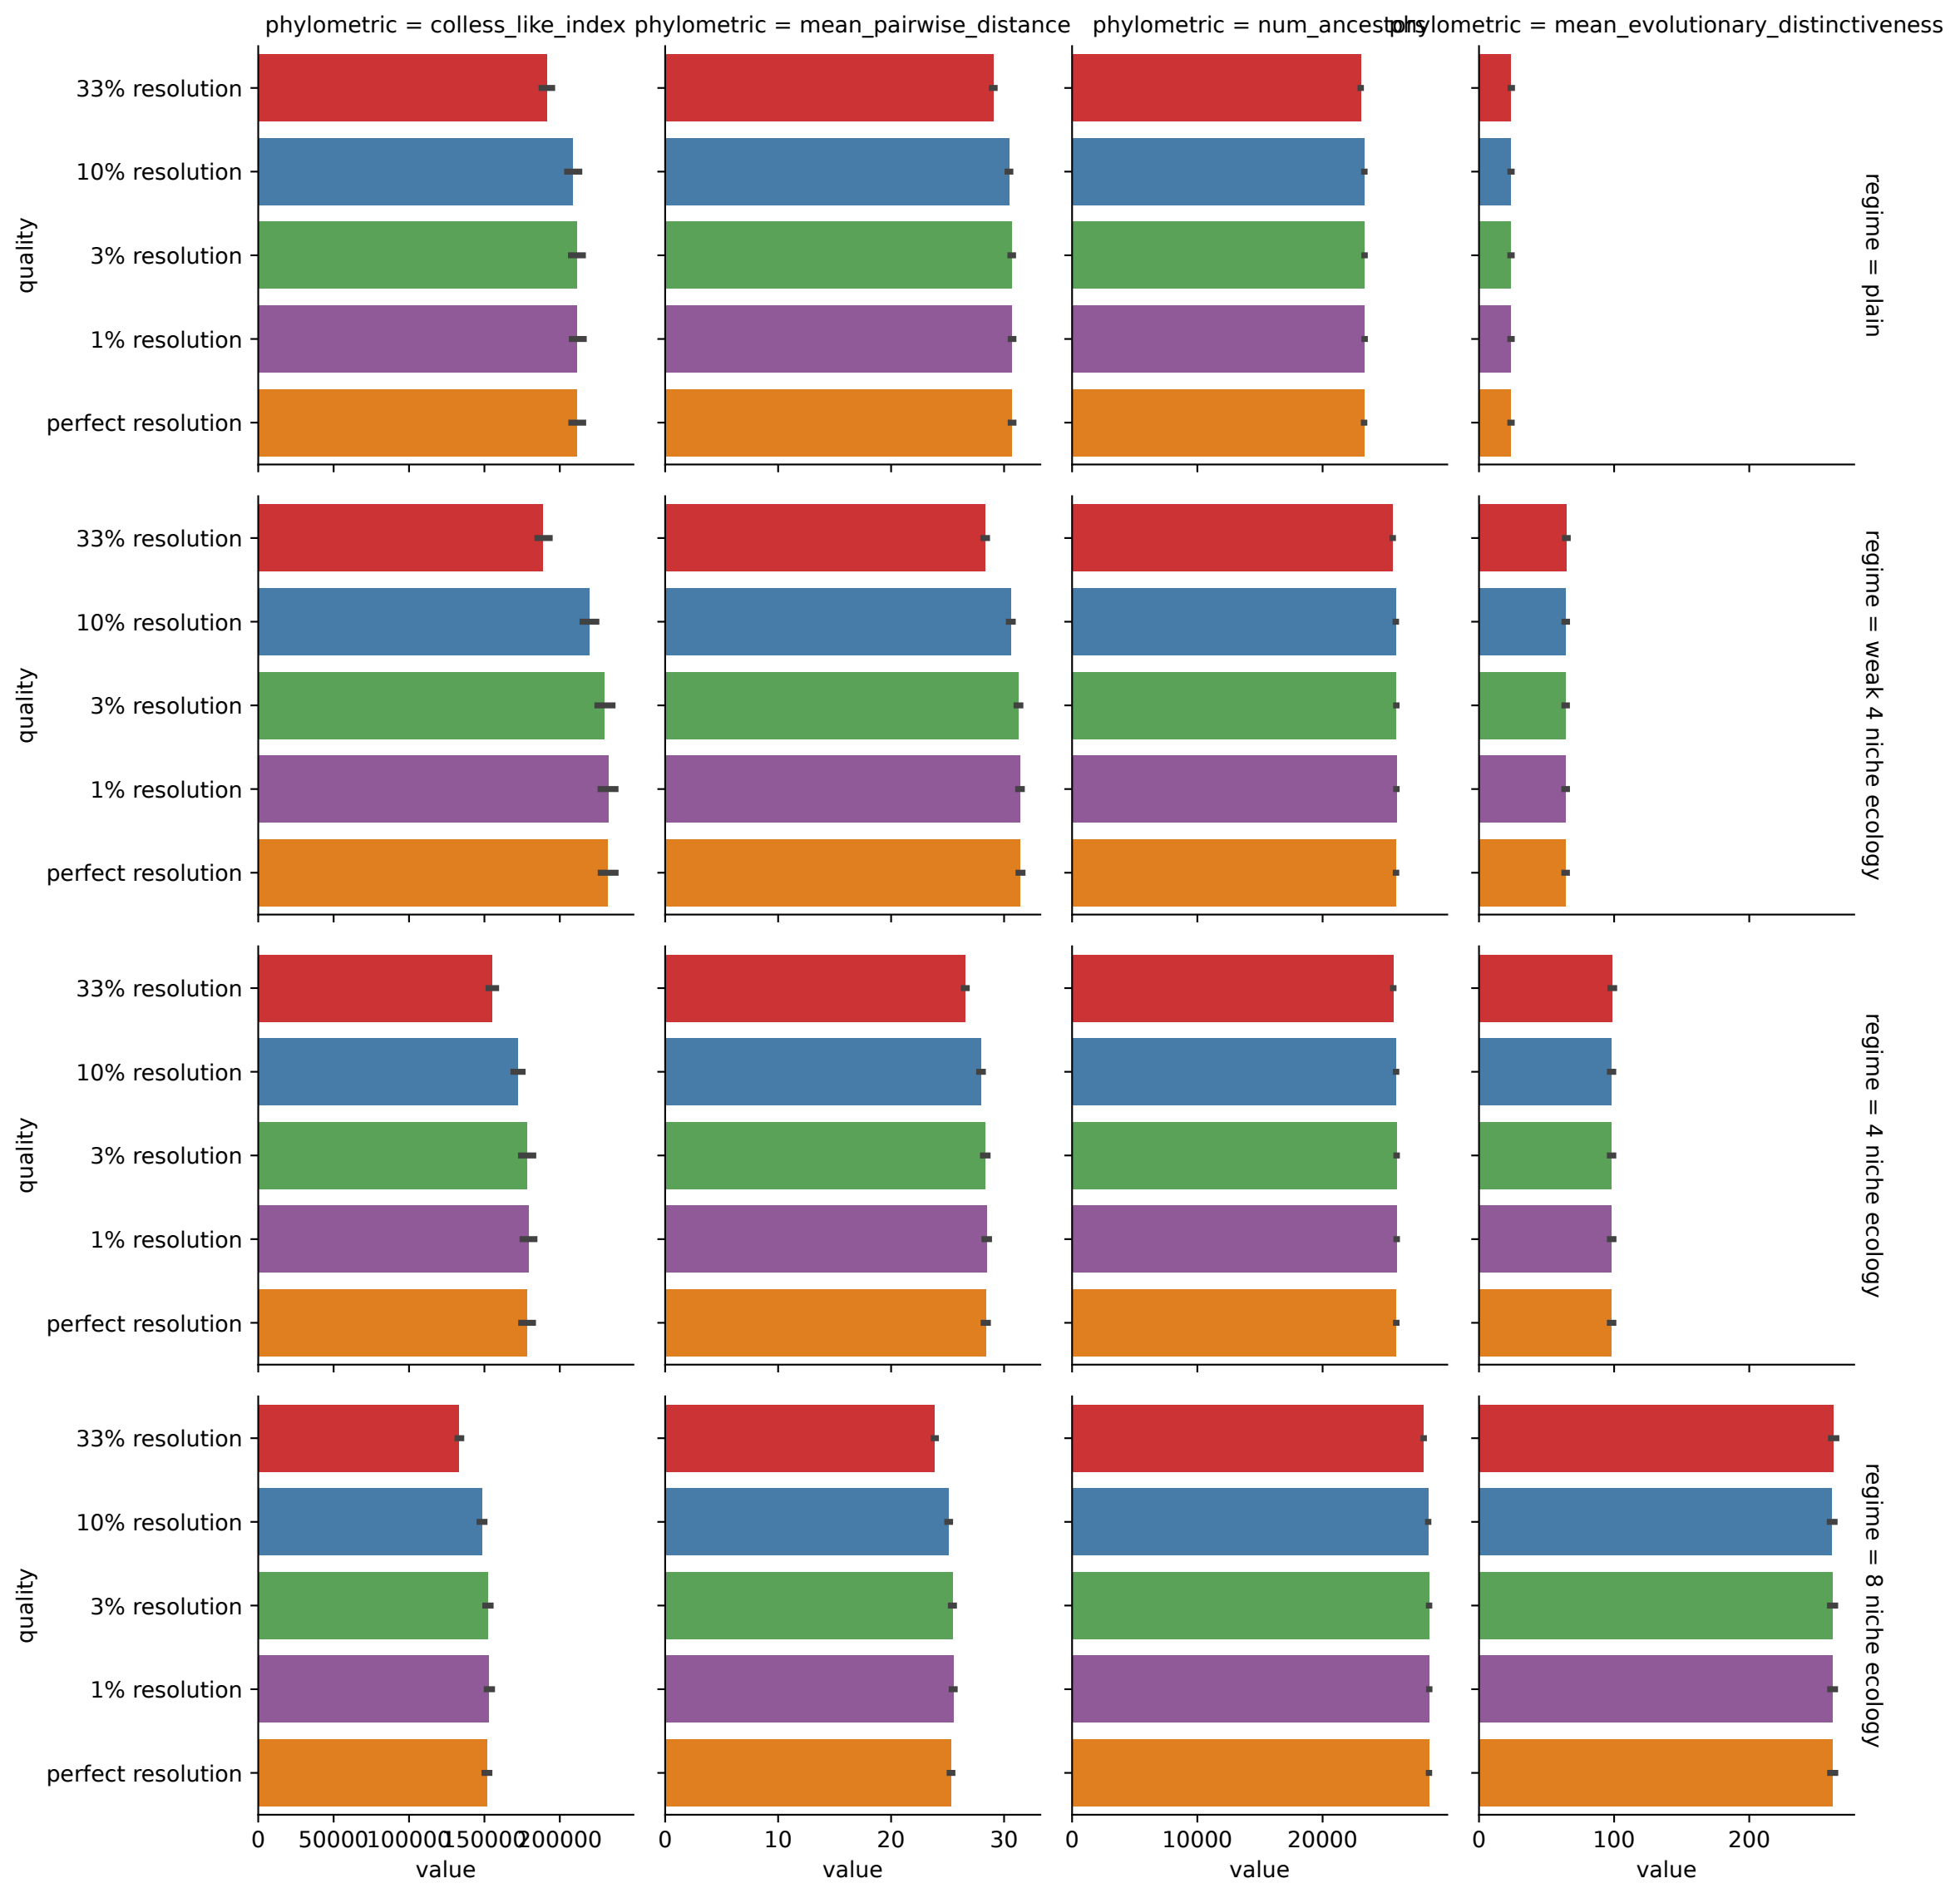 phylometric = colless_like_index
phylometric = mean_pairwise_distance
phylometric = num_ancestors
phylometric = mean_evolutionary_distinctiveness
quality
33% resolution
10% resolution
3% resolution
1% resolution
perfect resolution
regime = plain
quality
33% resolution
10% resolution
3% resolution
1% resolution
perfect resolution
regime = weak 4 niche ecology
quality
33% resolution
10% resolution
3% resolution
1% resolution
perfect resolution
regime = 4 niche ecology
quality
33% resolution
10% resolution
3% resolution
1% resolution
perfect resolution
regime = 8 niche ecology
0 50000 100000 150000 200000
0 10 20 30
0 10000 20000
0 100 200
value
value
value
value